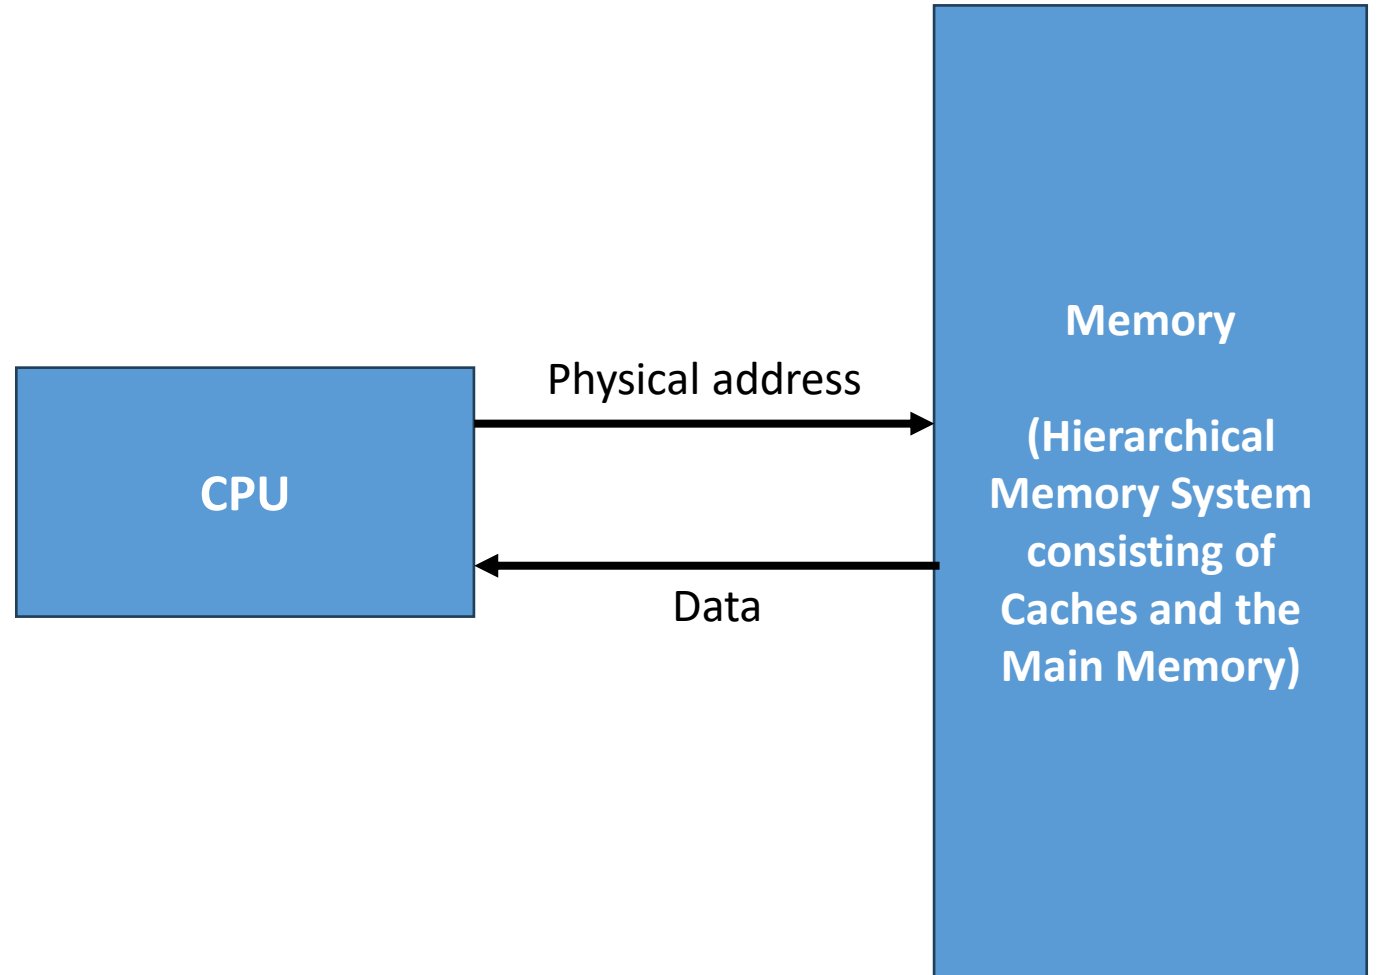 CPU
Physical address
Data
Memory
(Hierarchical
Memory System
consisting of
Caches and the
Main Memory)